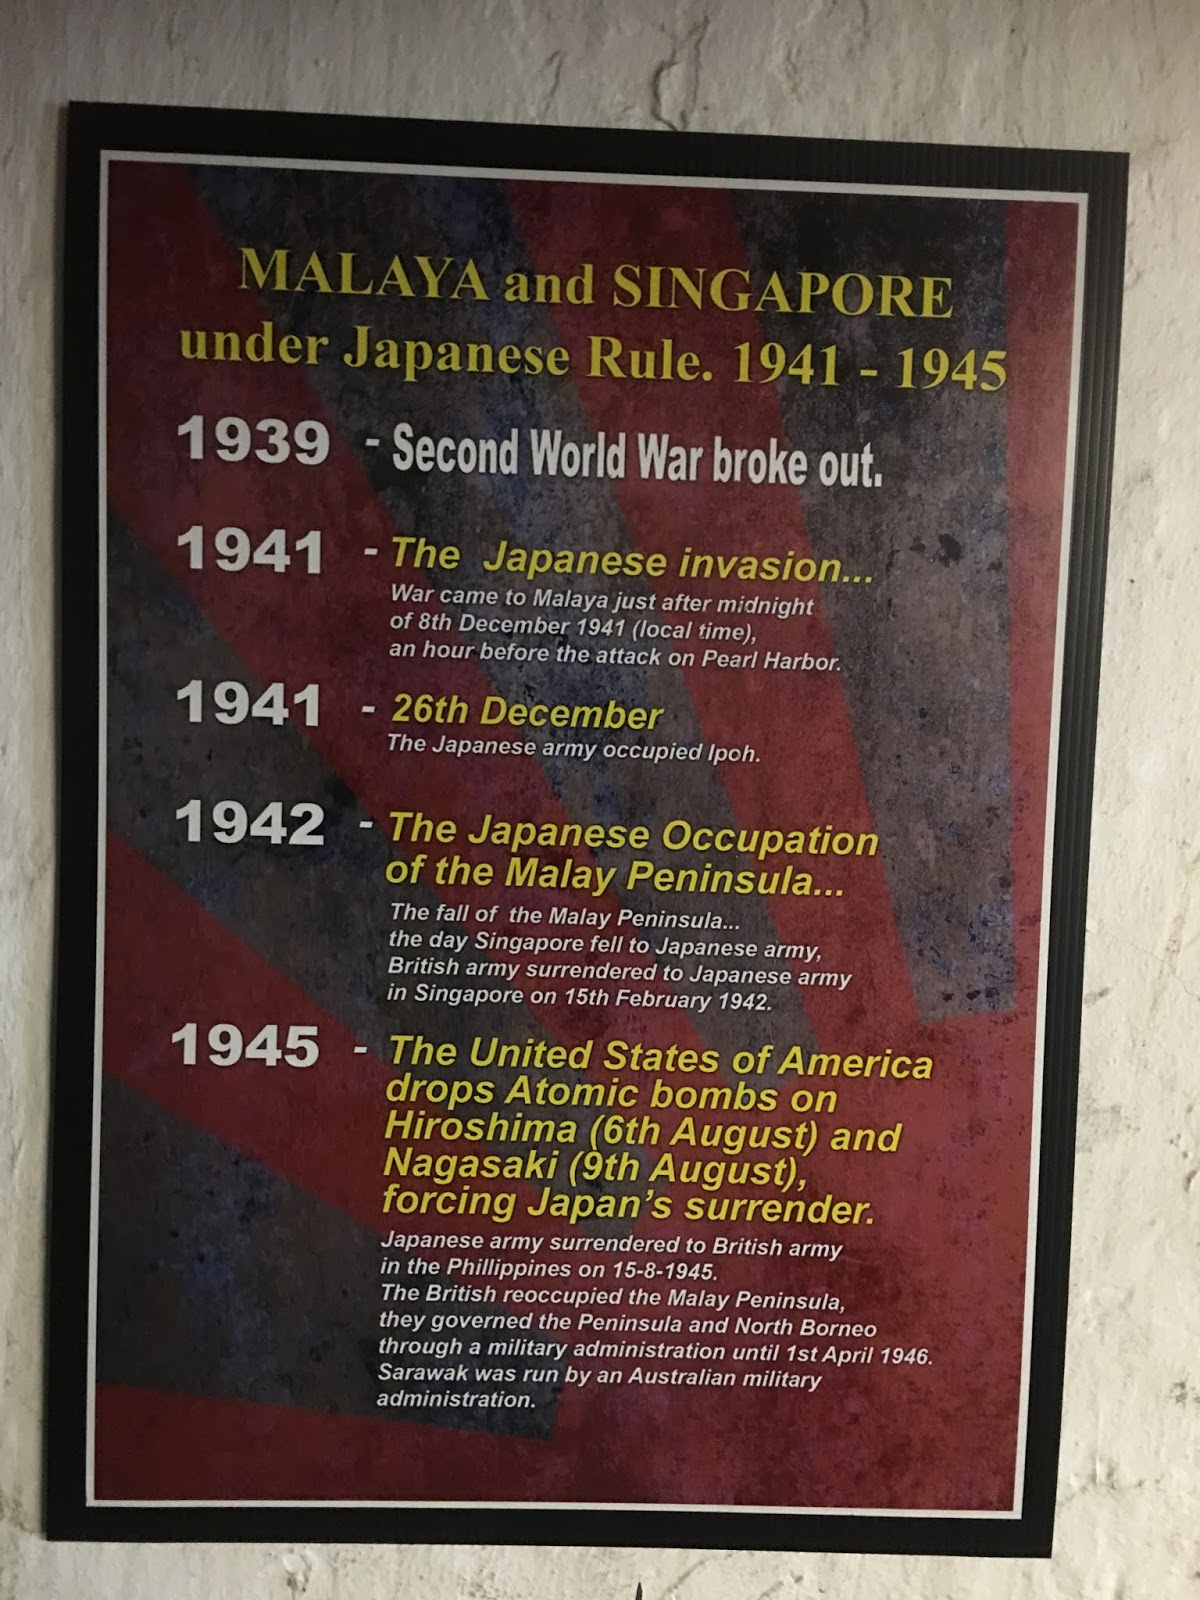 MALAYA and SINGAPORE
under Japanese Rule. 1941 - 1945
1939 - Second World War broke out.
1941 - The Japanese invasion...
War came to Malaya just after midnight
of 8th December 1941 (local time),
an hour before the attack on Pearl Harbor.
1941 - 26th December
The Japanese army occupied Ipoh.
1942 - The Japanese Occupation
of the Malay Peninsula...
The fall of the Malay Peninsula...
the day Singapore fell to Japanese army,
British army surrendered to Japanese army
in Singapore on 15th February 1942.
1945 - The United States of America
drops Atomic bombs on
Hiroshima (6th August) and
Nagasaki (9th August),
forcing Japan's surrender.
Japanese army surrendered to British army
in the Phillippines on 15-8-1945.
The British reoccupied the Malay Peninsula,
they governed the Peninsula and North Borneo
through a military administration until 1st April 1946.
Sarawak was run by an Australian military
administration.